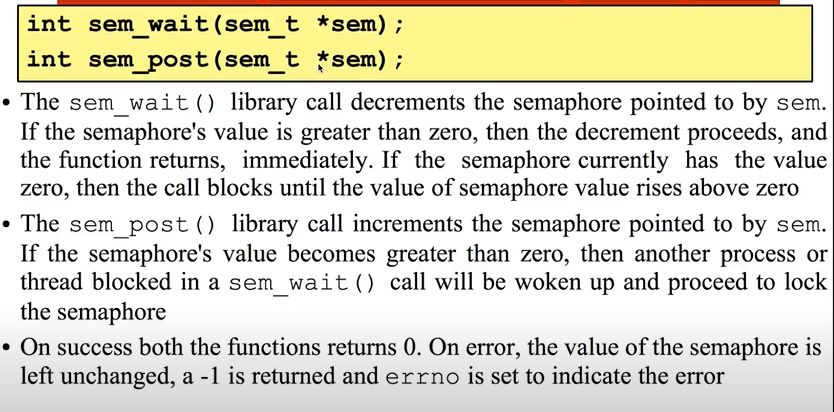 int sem_wait(sem_t *sem);
int sem_post(sem_t *sem);
• The sem_wait() library call decrements the semaphore pointed to by sem.
If the semaphore's value is greater than zero, then the decrement proceeds, and
the function returns, immediately. If the semaphore currently has the value
zero, then the call blocks until the value of semaphore value rises above zero
• The sem_post() library call increments the semaphore pointed to by sem.
If the semaphore's value becomes greater than zero, then another process or
thread blocked in a sem_wait() call will be woken up and proceed to lock
the semaphore
• On success both the functions returns 0. On error, the value of the semaphore is
left unchanged, a -1 is returned and errno is set to indicate the error